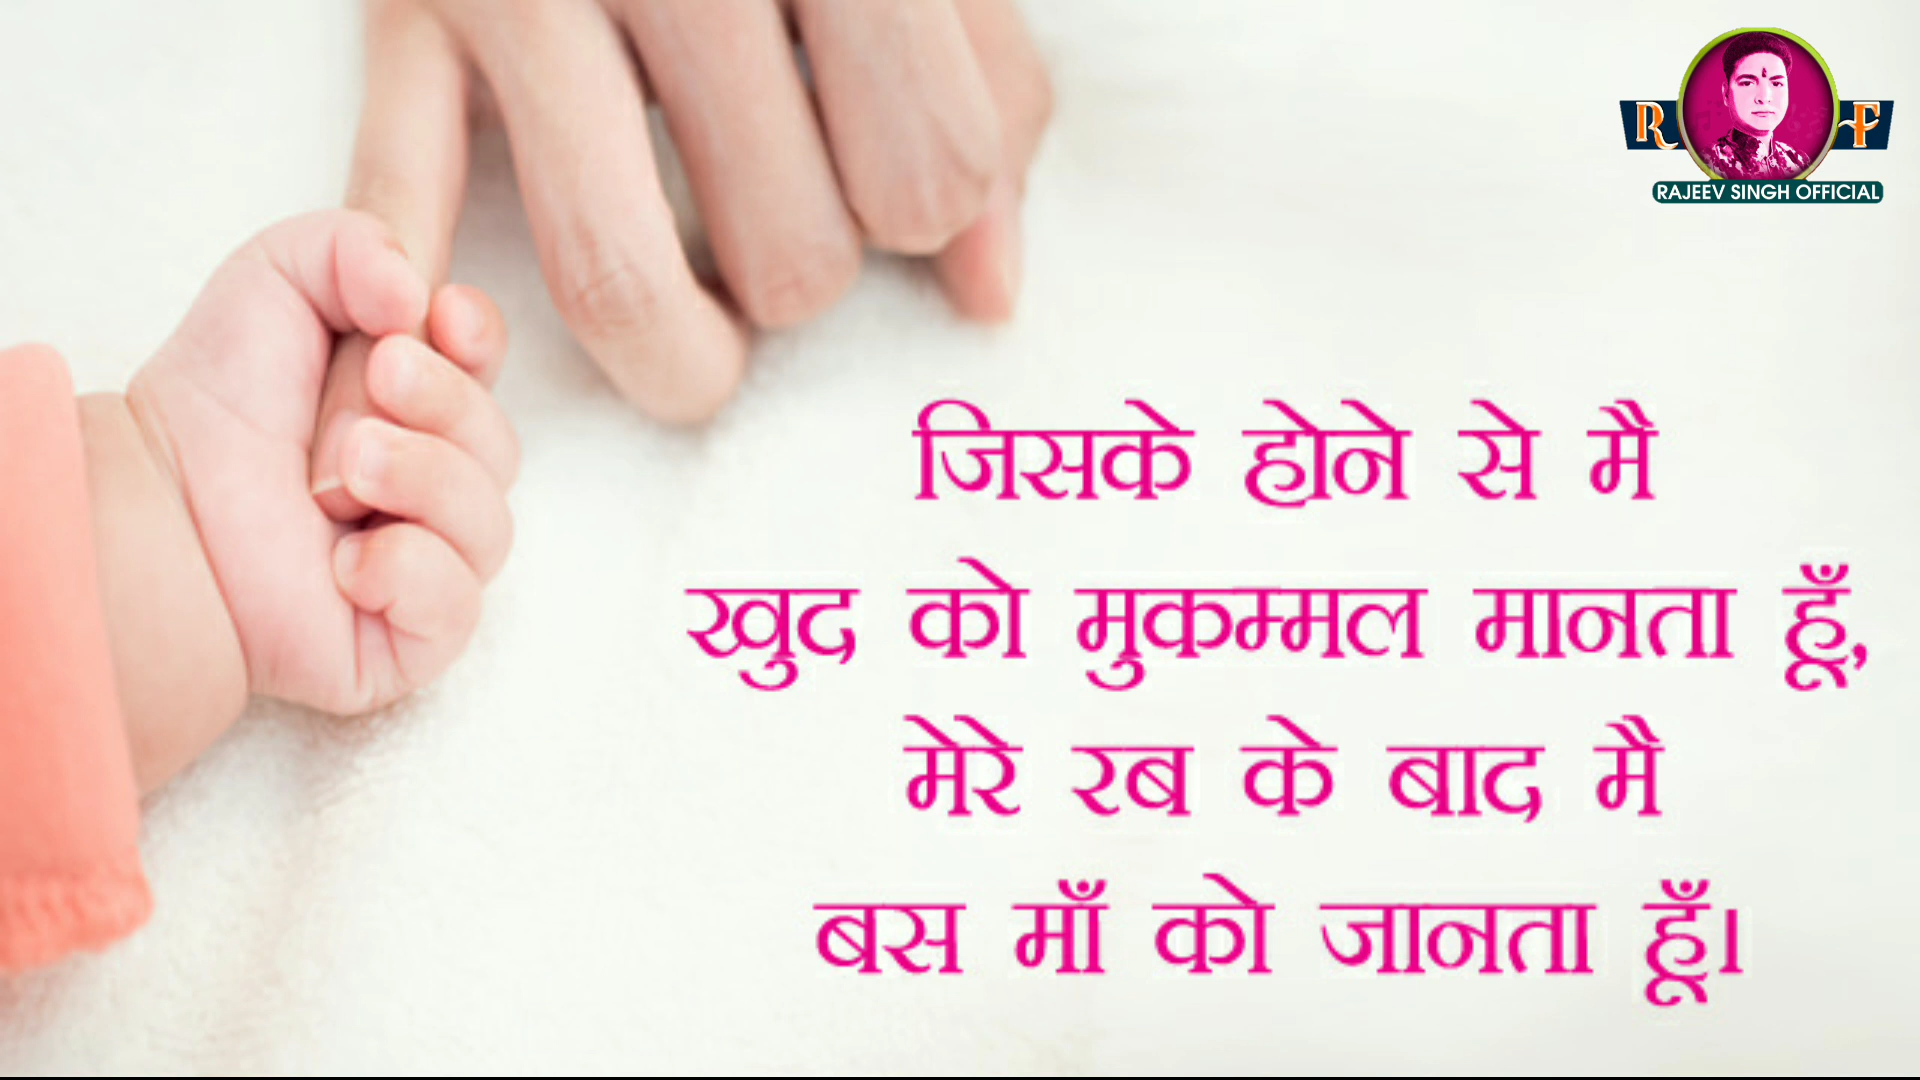 R F
RAJEEV SINGH OFFICIAL
जिसके होने से मै
खुद को मुकम्मल मानता हूँ,
मेरे रब के बाद मै
बस माँ को जानता हूँ।